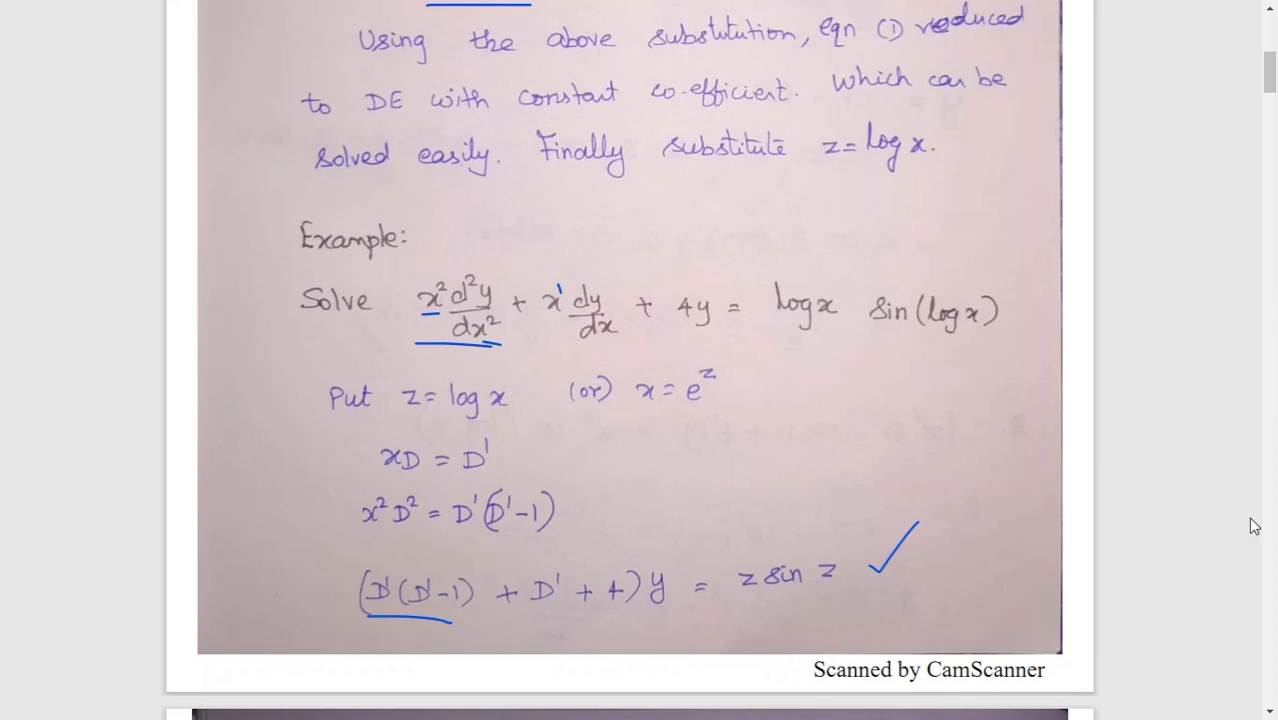 Using the above substitution, eqn (1) reduced
to DE with constant co-efficient. Which can be
solved easily. Finally substitute z = log x.
Example:
Solve x² d²y/dx² + x' dy/dx + 4y = log x sin(log x)
Put z = log x (or) x = e^z
xD = D'
x²D² = D'(D'-1)
(D'(D'-1) + D' + 4) y = z sin z
Scanned by CamScanner